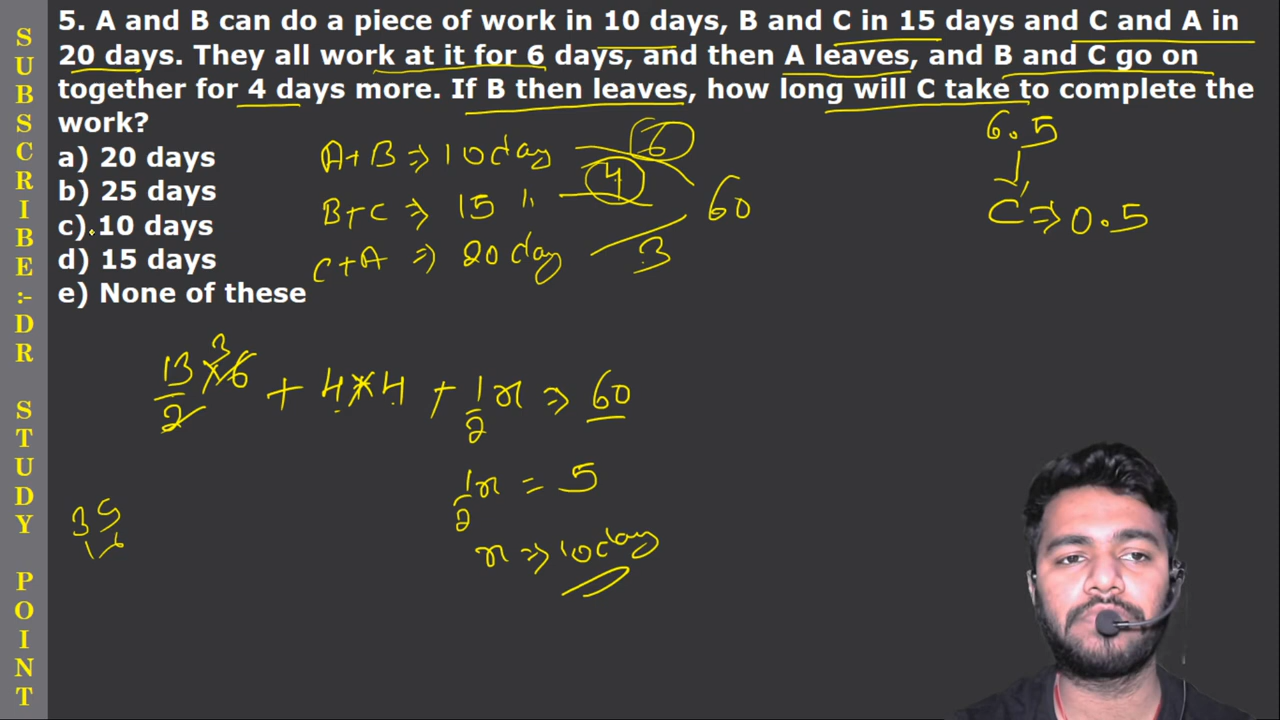 SUBSCRIBE:-DR STUDY POINT
5. A and B can do a piece of work in 10 days, B and C in 15 days and C and A in
20 days. They all work at it for 6 days, and then A leaves, and B and C go on
together for 4 days more. If B then leaves, how long will C take to complete the
work?
a) 20 days
b) 25 days
c) 10 days
d) 15 days
e) None of these
A+B ⇒ 10 day 6
B+C ⇒ 15 " 4
C+A ⇒ 20 day 3
60
6.5
C ⇒ 0.5
13/2 × 6 3 + 4×4 + 1/2 x ⇒ 60
1/2 x = 5
x ⇒ 10 day
35
16